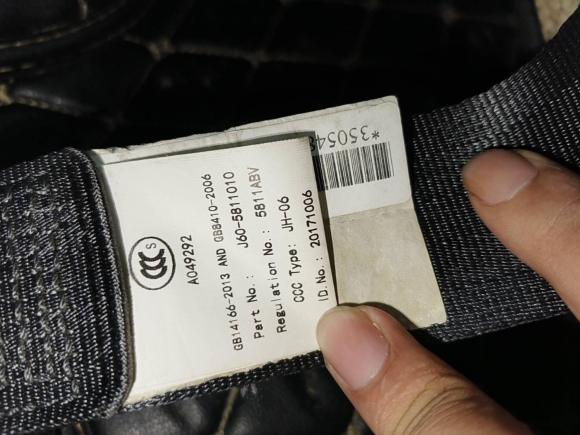 CCC S
A049292
GB14166-2013 AND GB8410-2006
Part No.: J60-5811010
Regulation No.: 5811ABV
CCC Type: JH-06
ID.No.: 20171006
*35054